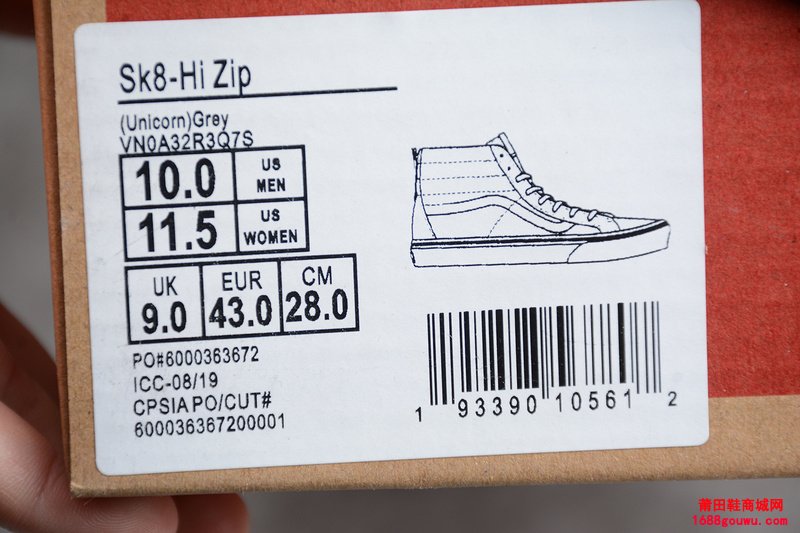 Sk8-Hi Zip
(Unicorn)Grey
VN0A32R3Q7S
10.0 US MEN
11.5 US WOMEN
UK EUR CM
9.0 43.0 28.0
PO#6000363672
ICC-08/19
CPSIA PO/CUT#
600036367200001
1 93390 10561 2
莆田鞋商城网
1688gouwu.com